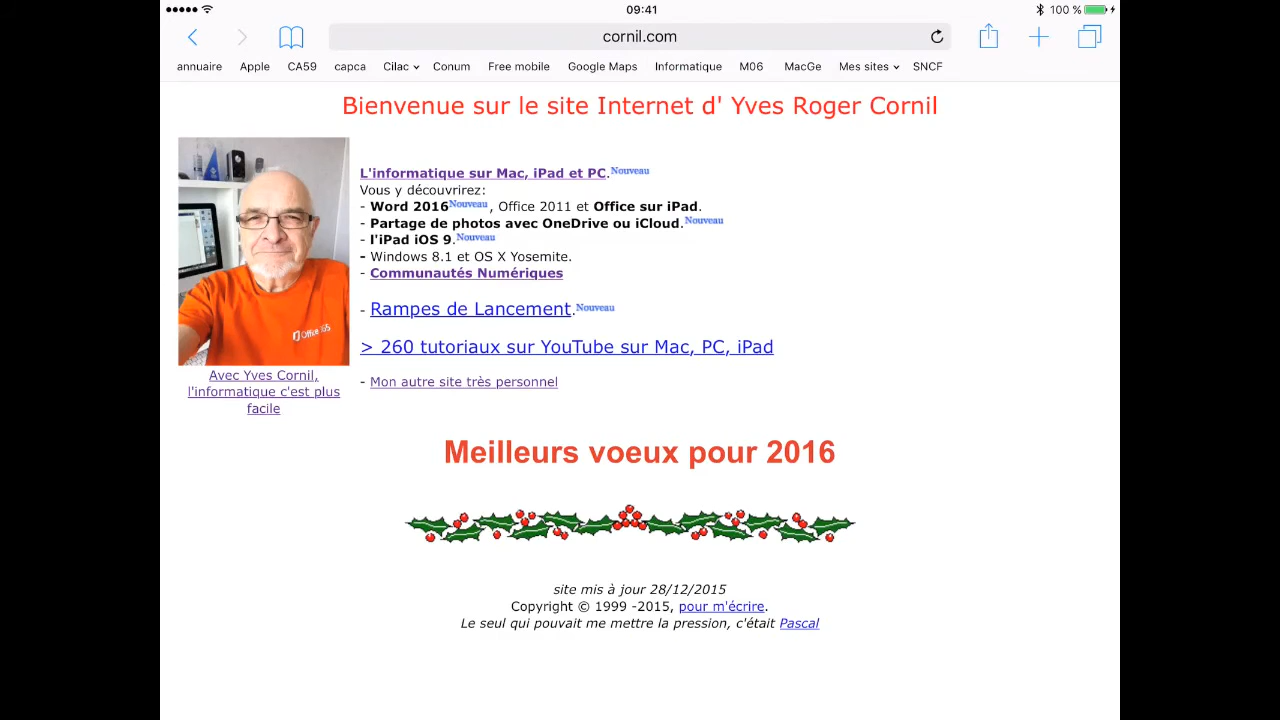 09:41
100 %
cornil.com
annuaire Apple CA59 capca Cilac Conum Free mobile Google Maps Informatique M06 MacGe Mes sites SNCF
Bienvenue sur le site Internet d' Yves Roger Cornil
L'informatique sur Mac, iPad et PC.Nouveau
Vous y découvrirez:
- Word 2016Nouveau , Office 2011 et Office sur iPad.
- Partage de photos avec OneDrive ou iCloud.Nouveau
- l'iPad iOS 9.Nouveau
- Windows 8.1 et OS X Yosemite.
- Communautés Numériques
- Rampes de Lancement.Nouveau
> 260 tutoriaux sur YouTube sur Mac, PC, iPad
- Mon autre site très personnel
Office 365
Avec Yves Cornil,
l'informatique c'est plus
facile
Meilleurs voeux pour 2016
site mis à jour 28/12/2015
Copyright © 1999 -2015, pour m'écrire.
Le seul qui pouvait me mettre la pression, c'était Pascal